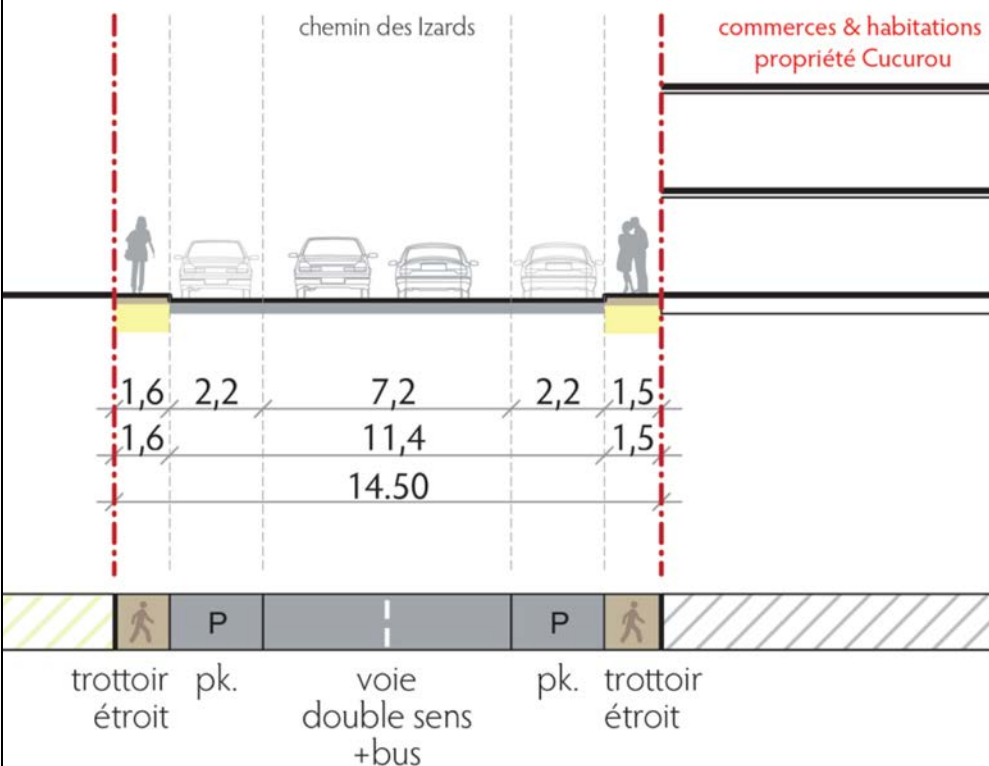 chemin des Izards
commerces & habitations
propriété Cucurou
1,6 2,2 7,2 2,2 1,5
1,6 11,4 1,5
14.50
P P
trottoir pk. voie pk. trottoir
étroit double sens étroit
+bus